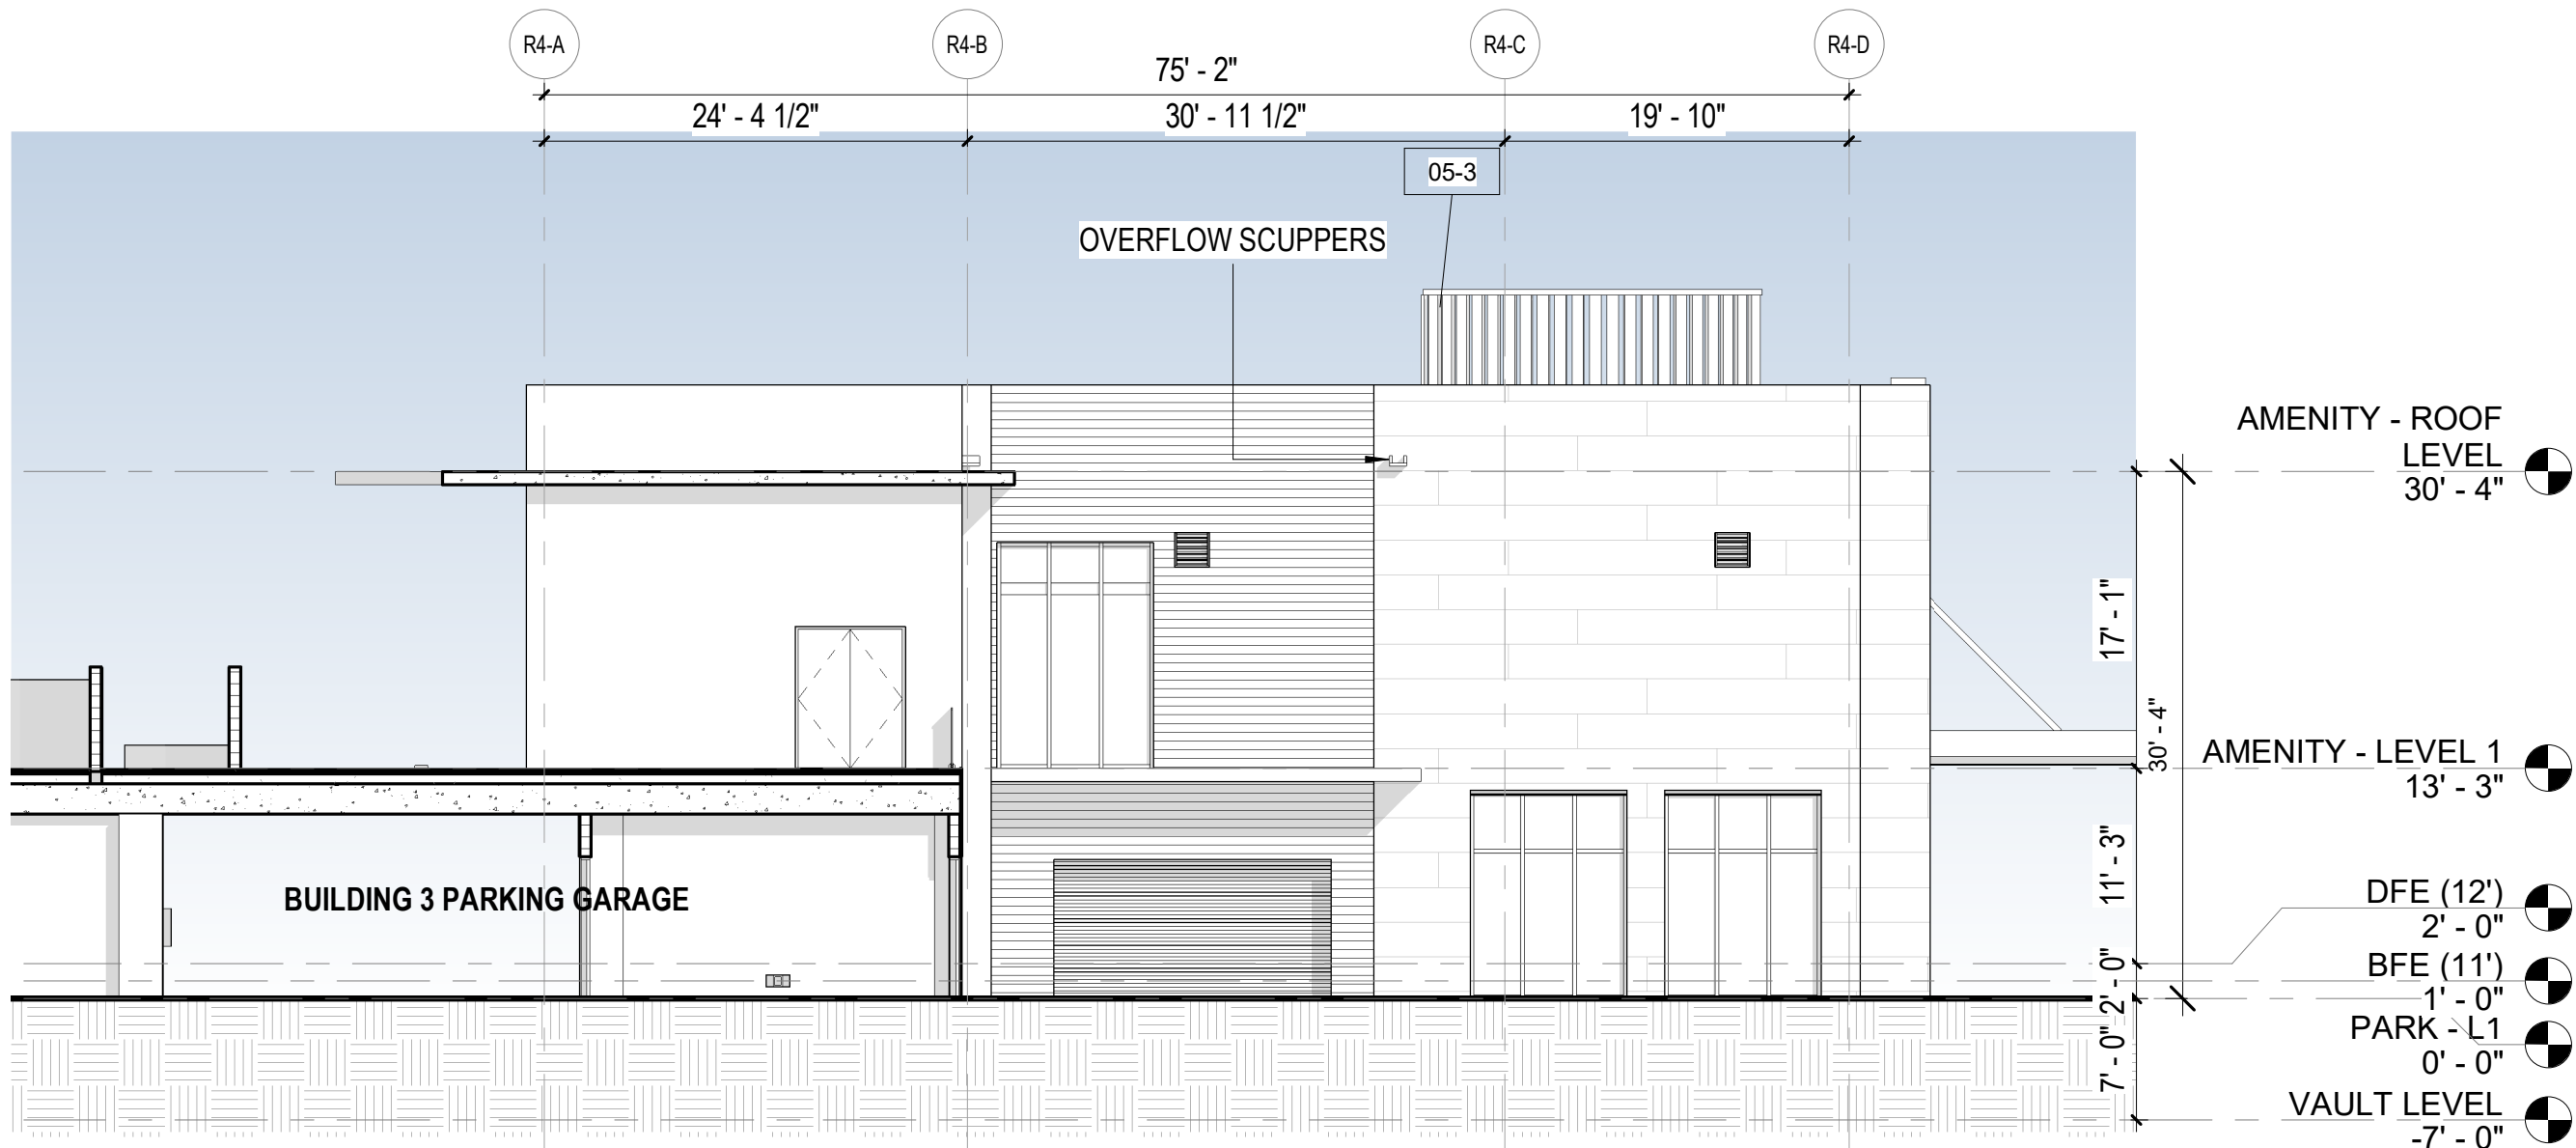 R4-A
R4-B
R4-C
R4-D
75' - 2"
24' - 4 1/2"
30' - 11 1/2"
19' - 10"
05-3
OVERFLOW SCUPPERS
AMENITY - ROOF
LEVEL
30' - 4"
17' - 1"
30' - 4"
AMENITY - LEVEL 1
13' - 3"
11' - 3"
BUILDING 3 PARKING GARAGE
DFE (12')
2' - 0"
BFE (11')
1' - 0"
2' - 0"
PARK - L1
0' - 0"
7' - 0"
VAULT LEVEL
-7' - 0"